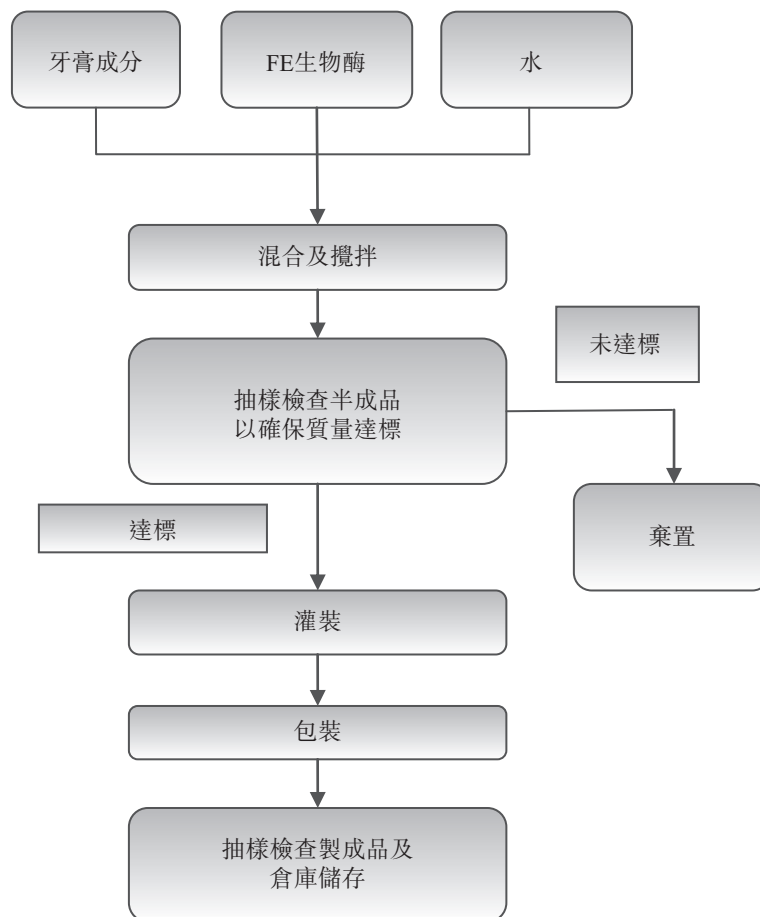 牙膏成分
FE生物酶
水
混合及攪拌
未達標
抽樣檢查半成品
以確保質量達標
達標
棄置
灌裝
包裝
抽樣檢查製成品及
倉庫儲存